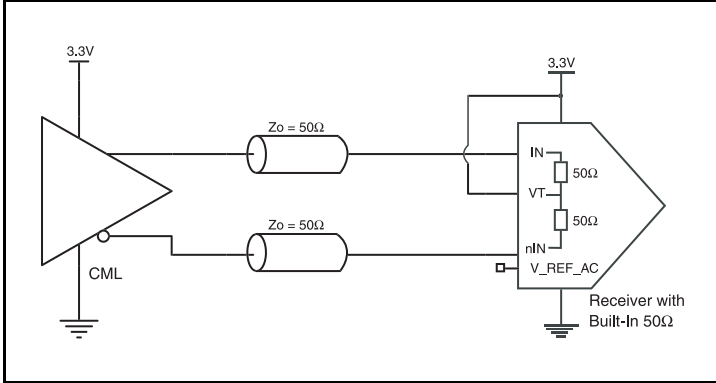 3.3V
3.3V
Zo = 50Ω
IN
50Ω
VT
50Ω
Zo = 50Ω
nIN
V_REF_AC
CML
Receiver with
Built-In 50Ω